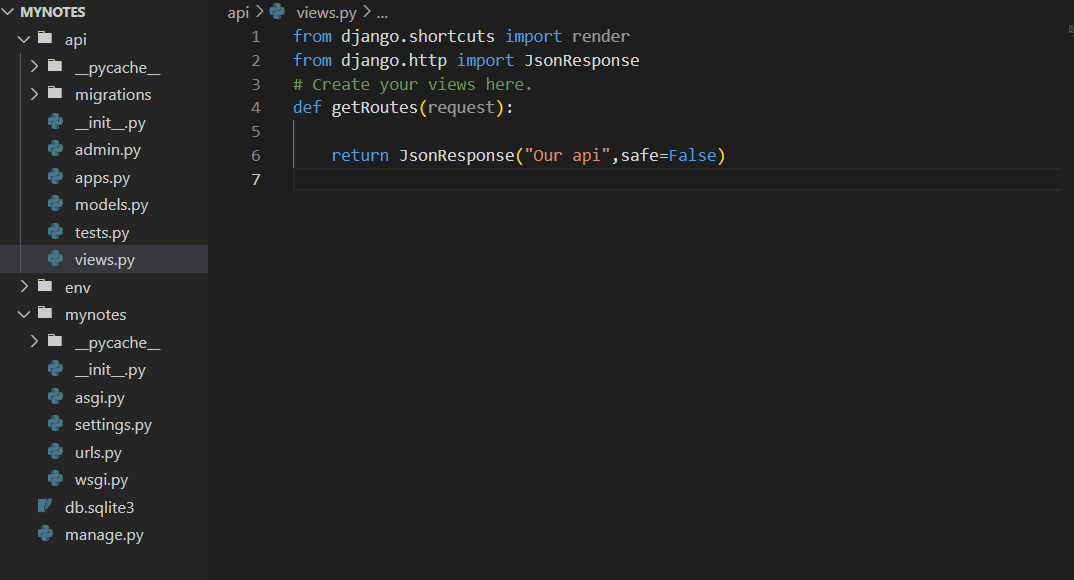 MYNOTES
api
__pycache__
migrations
__init__.py
admin.py
apps.py
models.py
tests.py
views.py
env
mynotes
__pycache__
__init__.py
asgi.py
settings.py
urls.py
wsgi.py
db.sqlite3
manage.py
api > views.py > ...
1 from django.shortcuts import render
2 from django.http import JsonResponse
3 # Create your views here.
4 def getRoutes(request):
5
6     return JsonResponse("Our api",safe=False)
7